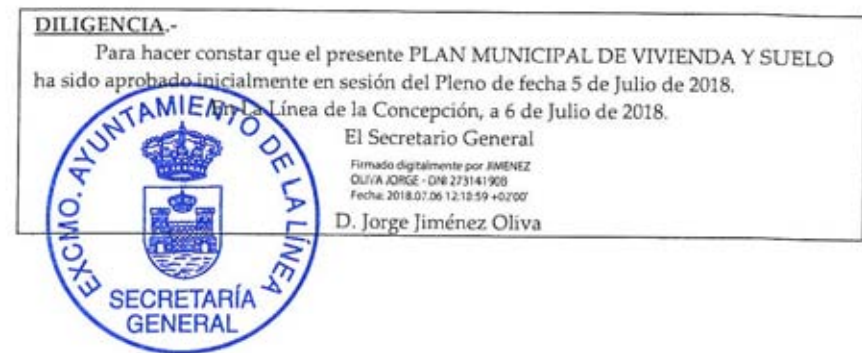 DILIGENCIA.-
Para hacer constar que el presente PLAN MUNICIPAL DE VIVIENDA Y SUELO
ha sido aprobado inicialmente en sesión del Pleno de fecha 5 de Julio de 2018.
En La Línea de la Concepción, a 6 de Julio de 2018.
El Secretario General
Firmado digitalmente por JIMENEZ
OLIVA JORGE - DNI 27314190B
Fecha: 2018.07.06 12:10:59 +02'00'
D. Jorge Jiménez Oliva
EXCMO. AYUNTAMIENTO DE LA LÍNEA
SECRETARÍA
GENERAL